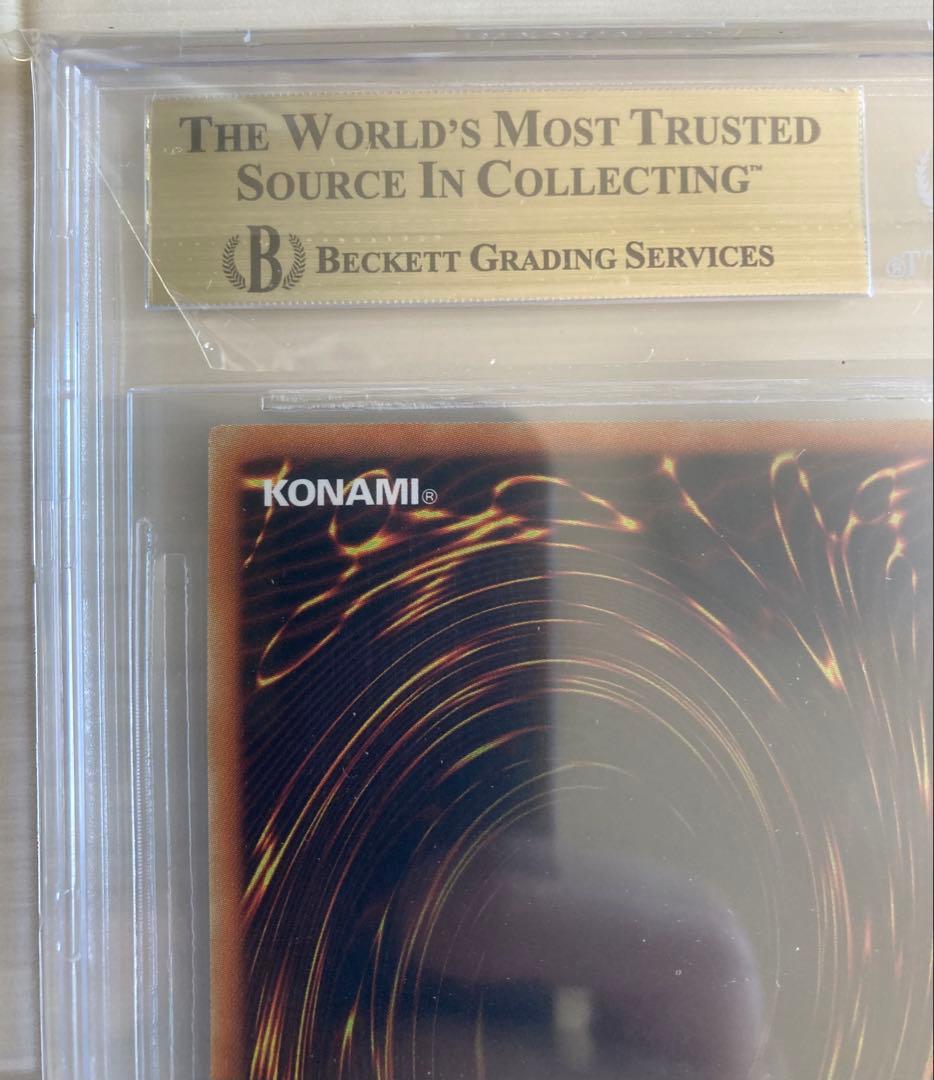 THE WORLD'S MOST TRUSTED
SOURCE IN COLLECTING™
B BECKETT GRADING SERVICES
KONAMI®